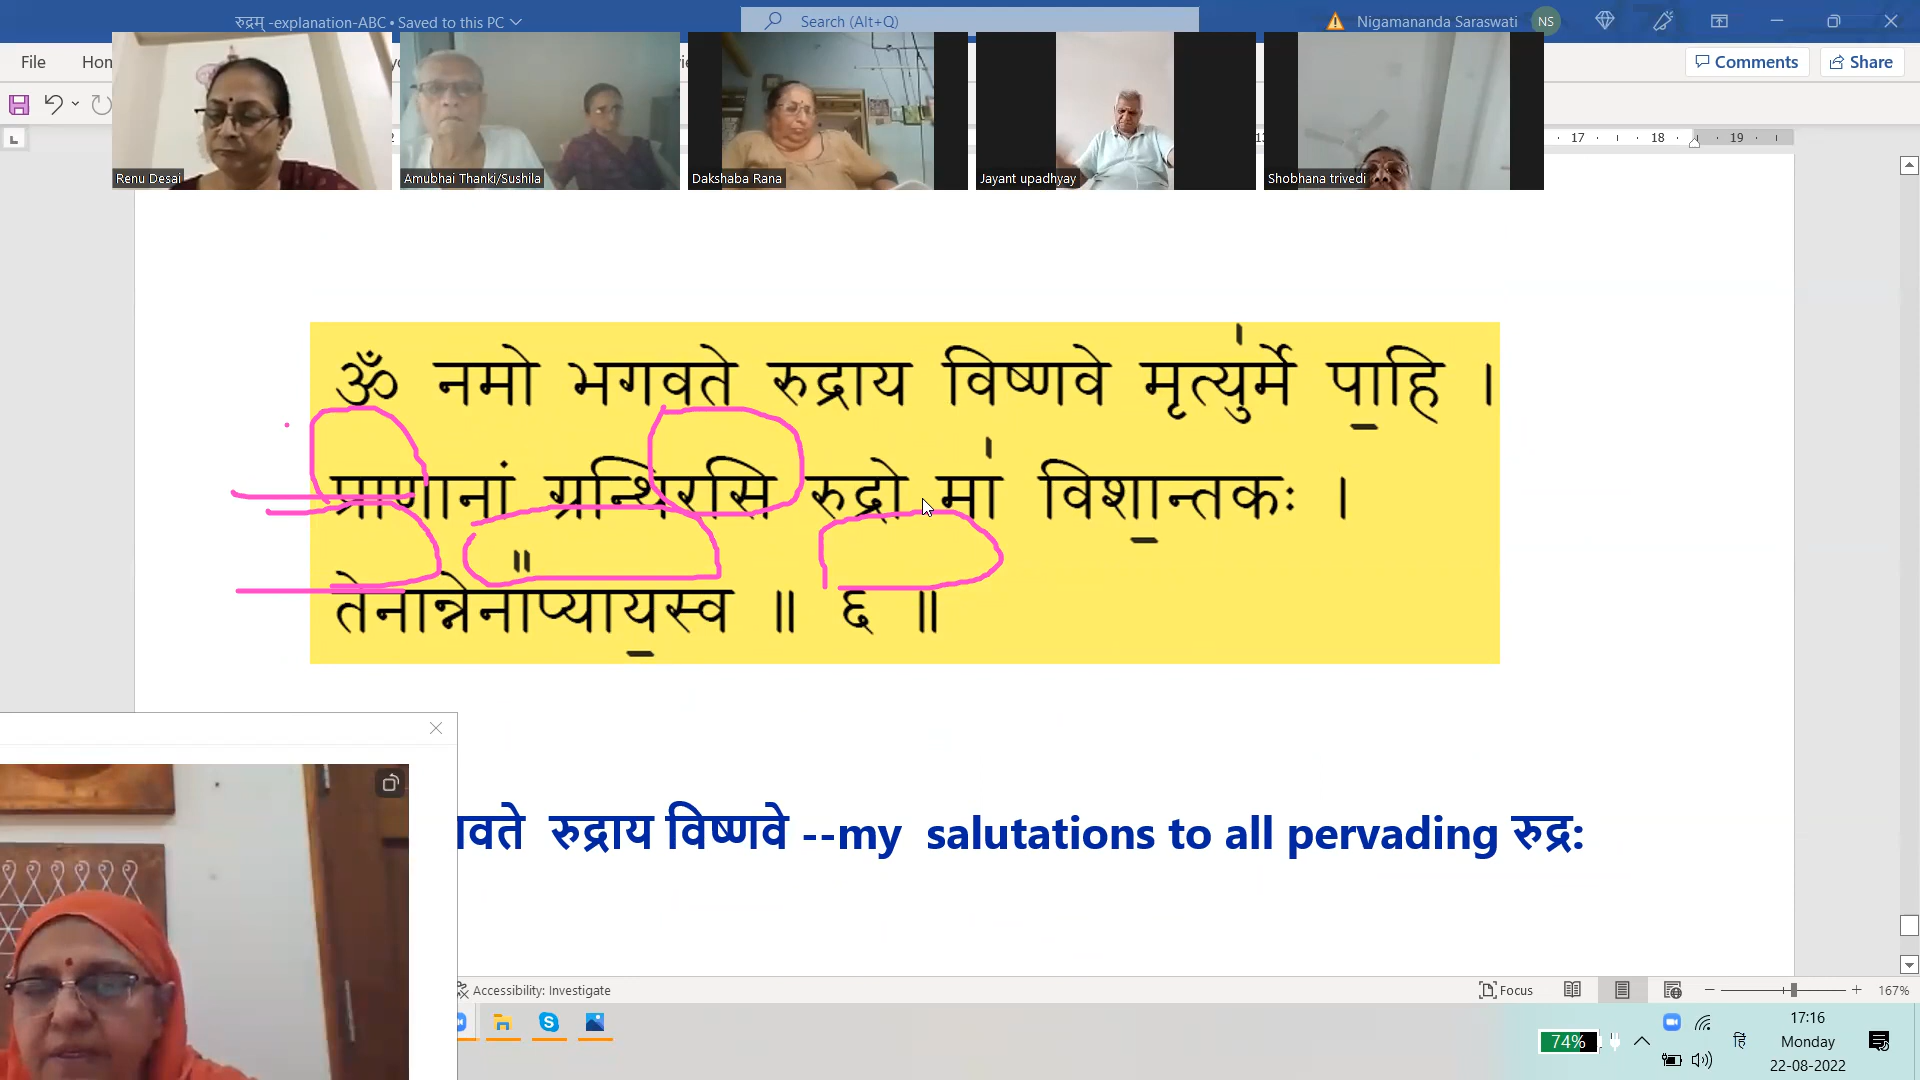 रुद्रम् -explanation-ABC • Saved to this PC
Search (Alt+Q)
Nigamananda Saraswati NS
File
Comments
Share
Renu Desai
Amubhai Thanki/Sushila
Dakshaba Rana
Jayant upadhyay
Shobhana trivedi
17 18 19
ॐ नमो भगवते रुद्राय विष्णवे मृत्यु॑र्मे पा॒हि ।
प्राणानां ग्रन्थिरसि रुद्रो मा॑ विशा॒न्तकः ।
तेनान्नेना᳚प्याय॒स्व ॥ ६ ॥
वते रुद्राय विष्णवे --my salutations to all pervading रुद्र:
Accessibility: Investigate
Focus
167%
74%
हि
17:16
Monday
22-08-2022